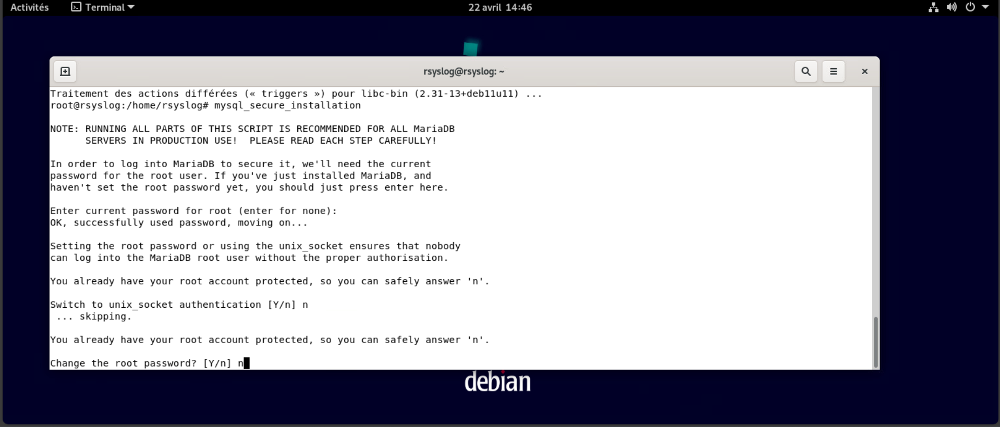 Activités Terminal 22 avril 14:46
rsyslog@rsyslog: ~
Traitement des actions différées (« triggers ») pour libc-bin (2.31-13+deb11u11) ...
root@rsyslog:/home/rsyslog# mysql_secure_installation
NOTE: RUNNING ALL PARTS OF THIS SCRIPT IS RECOMMENDED FOR ALL MariaDB
SERVERS IN PRODUCTION USE!  PLEASE READ EACH STEP CAREFULLY!
In order to log into MariaDB to secure it, we'll need the current
password for the root user. If you've just installed MariaDB, and
haven't set the root password yet, you should just press enter here.
Enter current password for root (enter for none):
OK, successfully used password, moving on...
Setting the root password or using the unix_socket ensures that nobody
can log into the MariaDB root user without the proper authorisation.
You already have your root account protected, so you can safely answer 'n'.
Switch to unix_socket authentication [Y/n] n
... skipping.
You already have your root account protected, so you can safely answer 'n'.
Change the root password? [Y/n] n
debian